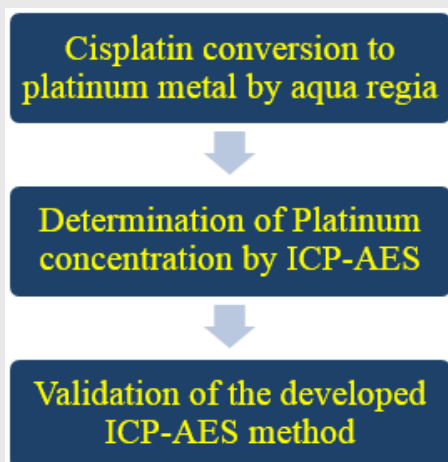 Cisplatin conversion to
platinum metal by aqua regia
Determination of Platinum
concentration by ICP-AES
Validation of the developed
ICP-AES method